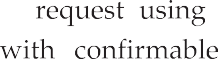 request using
with confirmable